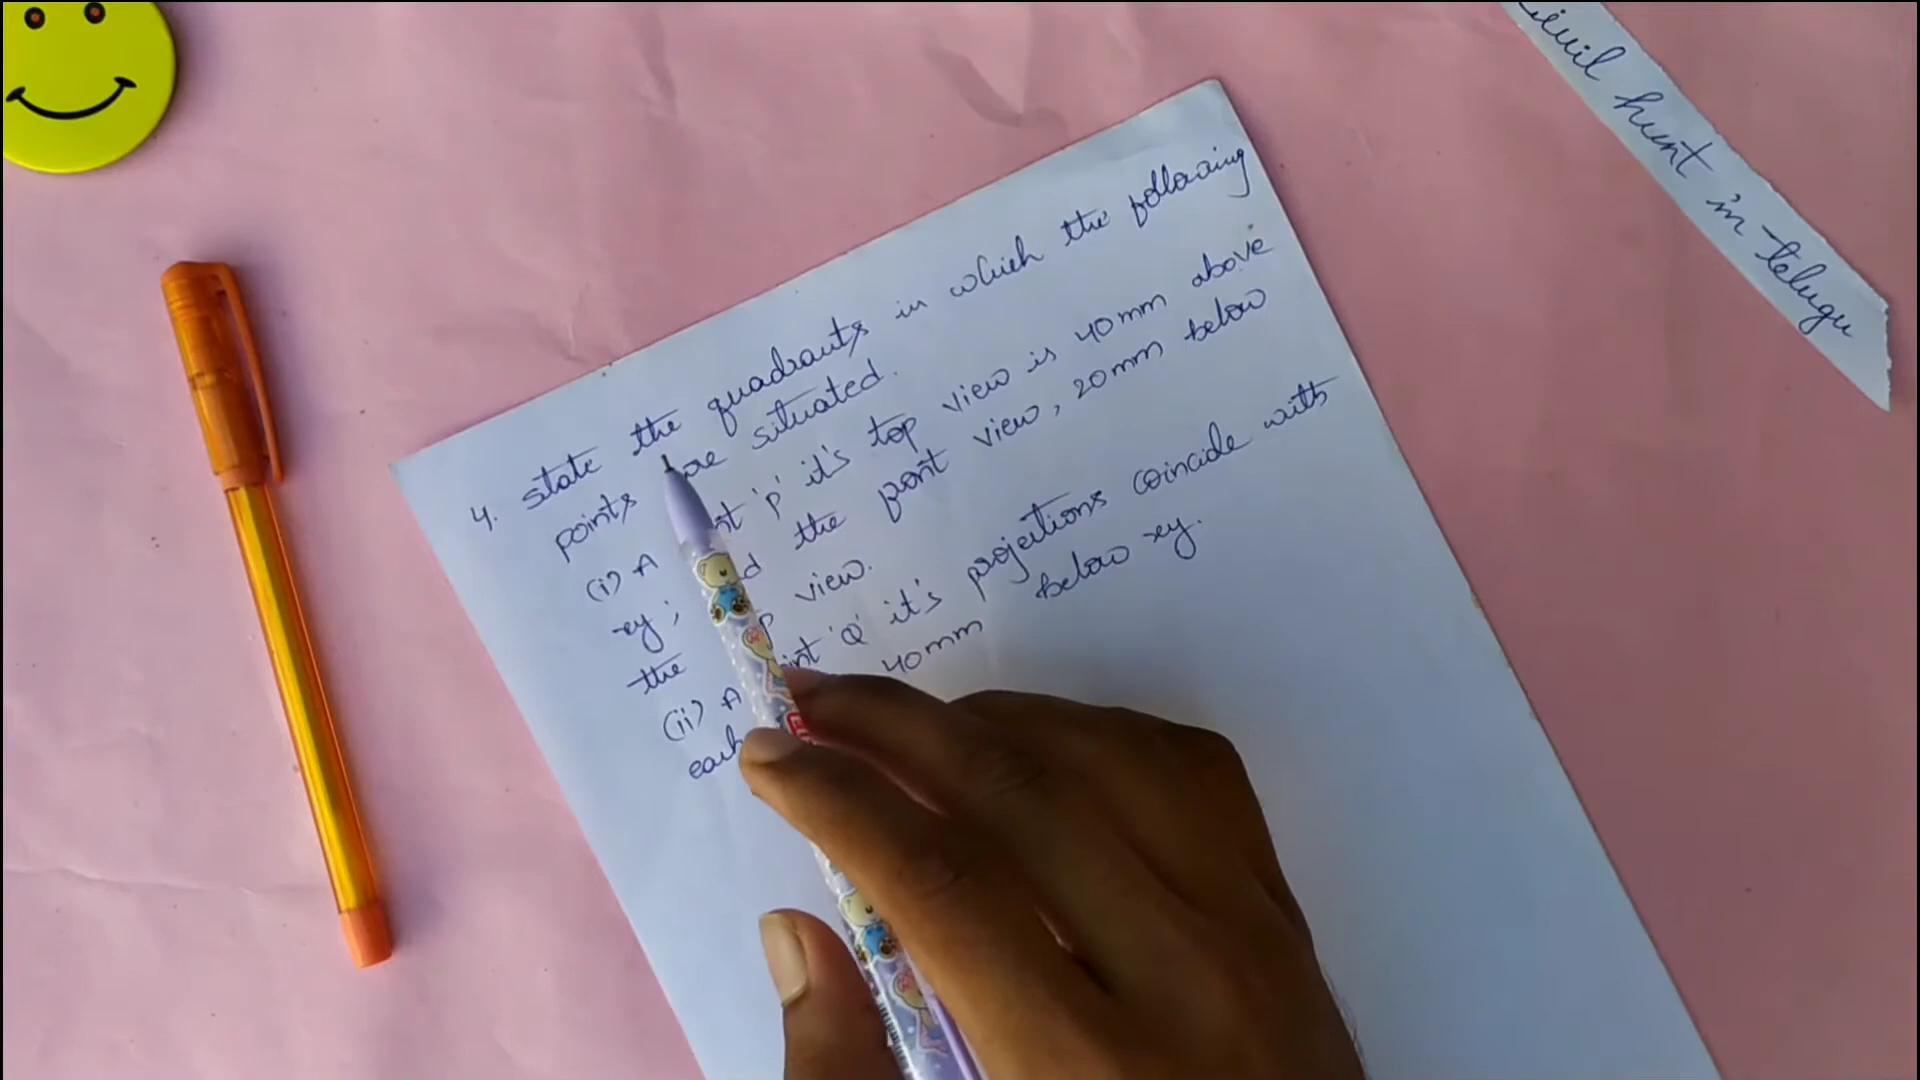 4. state the quadrants in which the following
points are situated.
(i) A 'p' it's top view is 40mm above
xy; the front view, 20mm below
the view.
(ii) A 'Q' it's projections coincide with
each 40mm below xy.
civil hunt in telugu